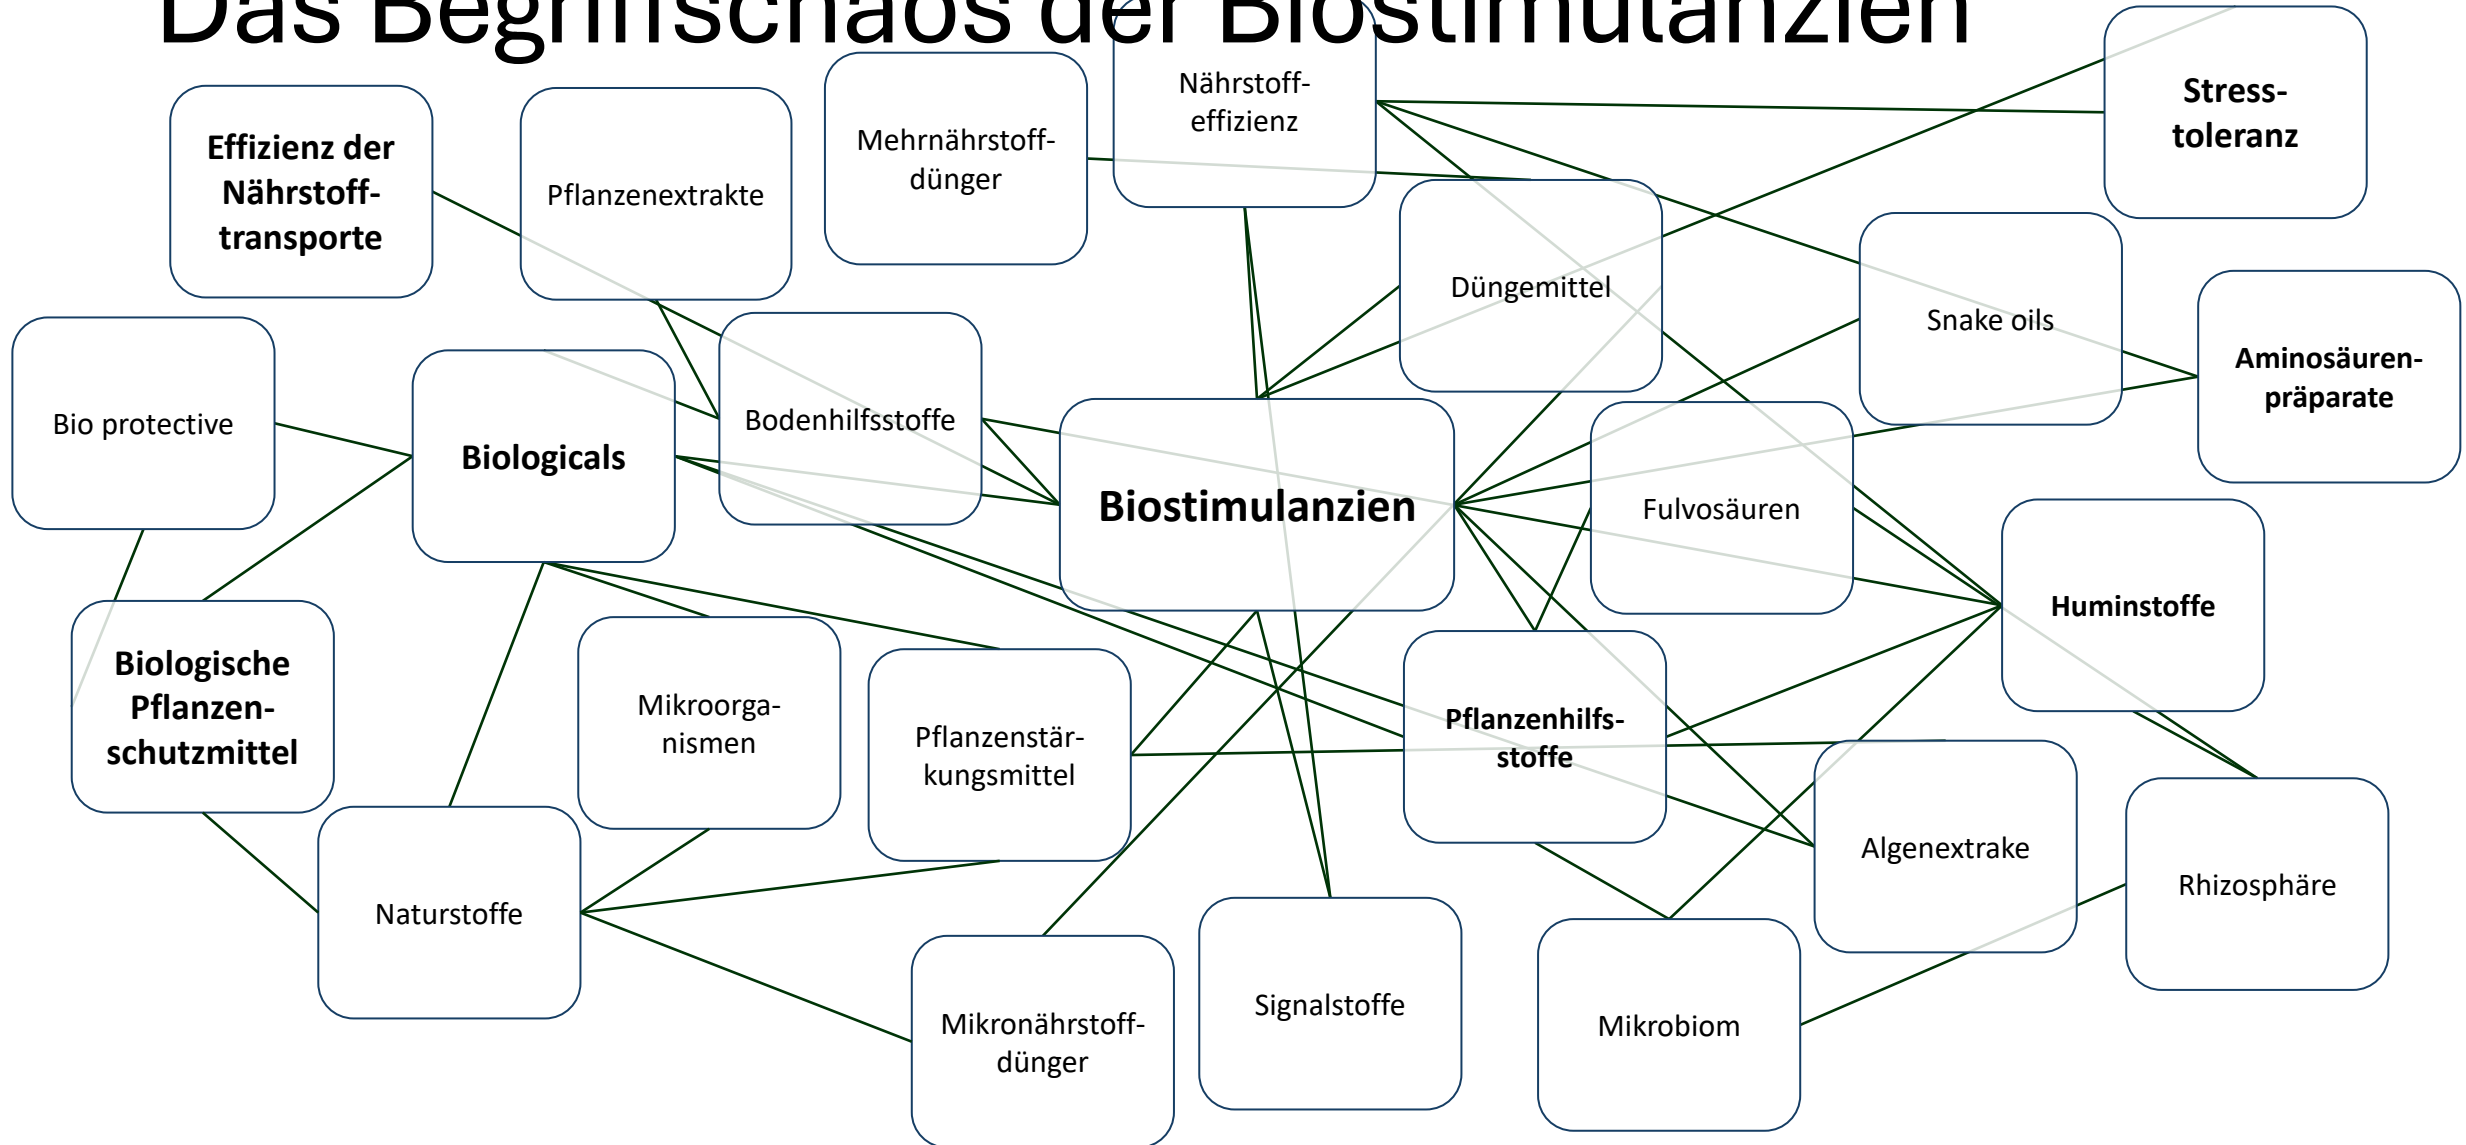 Das Begriffschaos der Biostimulanzien
Nährstoff-
effizienz
Stress-
toleranz
Mehrnährstoff-
dünger
Effizienz der
Nährstoff-
transporte
Pflanzenextrakte
Düngemittel
Snake oils
Aminosäuren-
präparate
Bio protective
Biologicals
Bodenhilfsstoffe
Biostimulanzien
Fulvosäuren
Huminstoffe
Biologische
Pflanzen-
schutzmittel
Mikroorga-
nismen
Pflanzenstär-
kungsmittel
Pflanzenhilfs-
stoffe
Algenextrake
Rhizosphäre
Naturstoffe
Mikronährstoff-
dünger
Signalstoffe
Mikrobiom